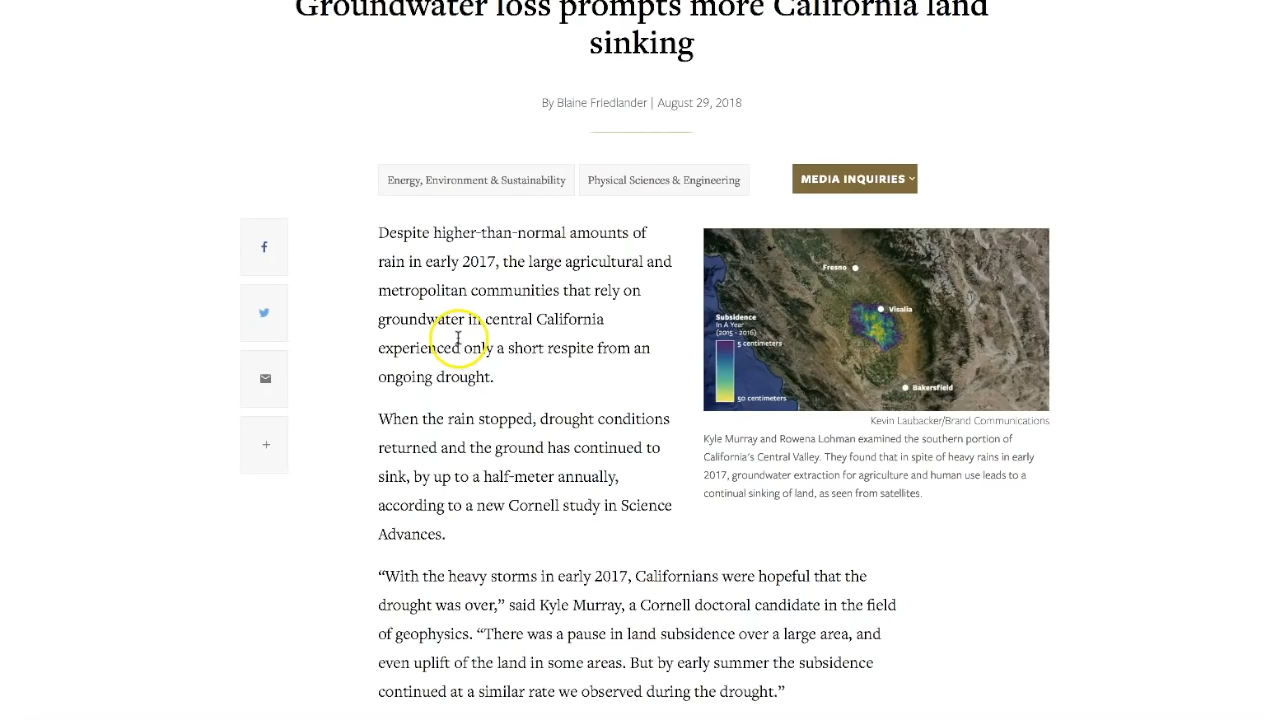 Groundwater loss prompts more California land
sinking
By Blaine Friedlander | August 29, 2018
Energy, Environment & Sustainability
Physical Sciences & Engineering
MEDIA INQUIRIES
Despite higher-than-normal amounts of
rain in early 2017, the large agricultural and
metropolitan communities that rely on
groundwater in central California
experienced only a short respite from an
ongoing drought.
When the rain stopped, drought conditions
returned and the ground has continued to
sink, by up to a half-meter annually,
according to a new Cornell study in Science
Advances.
Fresno
Visalia
Subsidence
In A Year
(2015 - 2016)
5 centimeters
50 centimeters
Bakersfield
Kevin Laubacker/Brand Communications
Kyle Murray and Rowena Lohman examined the southern portion of
California's Central Valley. They found that in spite of heavy rains in early
2017, groundwater extraction for agriculture and human use leads to a
continual sinking of land, as seen from satellites.
“With the heavy storms in early 2017, Californians were hopeful that the
drought was over,” said Kyle Murray, a Cornell doctoral candidate in the field
of geophysics. “There was a pause in land subsidence over a large area, and
even uplift of the land in some areas. But by early summer the subsidence
continued at a similar rate we observed during the drought.”